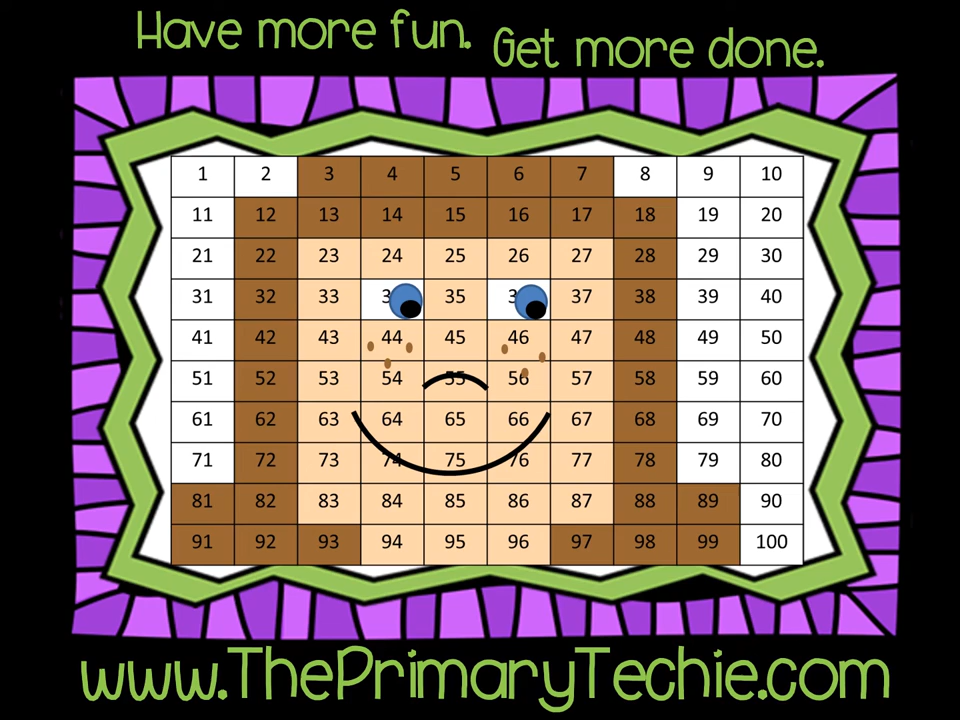 Have more fun. Get more done.
1 2 3 4 5 6 7 8 9 10
11 12 13 14 15 16 17 18 19 20
21 22 23 24 25 26 27 28 29 30
31 32 33 35 37 38 39 40
41 42 43 44 45 46 47 48 49 50
51 52 53 54 55 56 57 58 59 60
61 62 63 64 65 66 67 68 69 70
71 72 73 74 75 76 77 78 79 80
81 82 83 84 85 86 87 88 89 90
91 92 93 94 95 96 97 98 99 100
www.ThePrimaryTechie.com